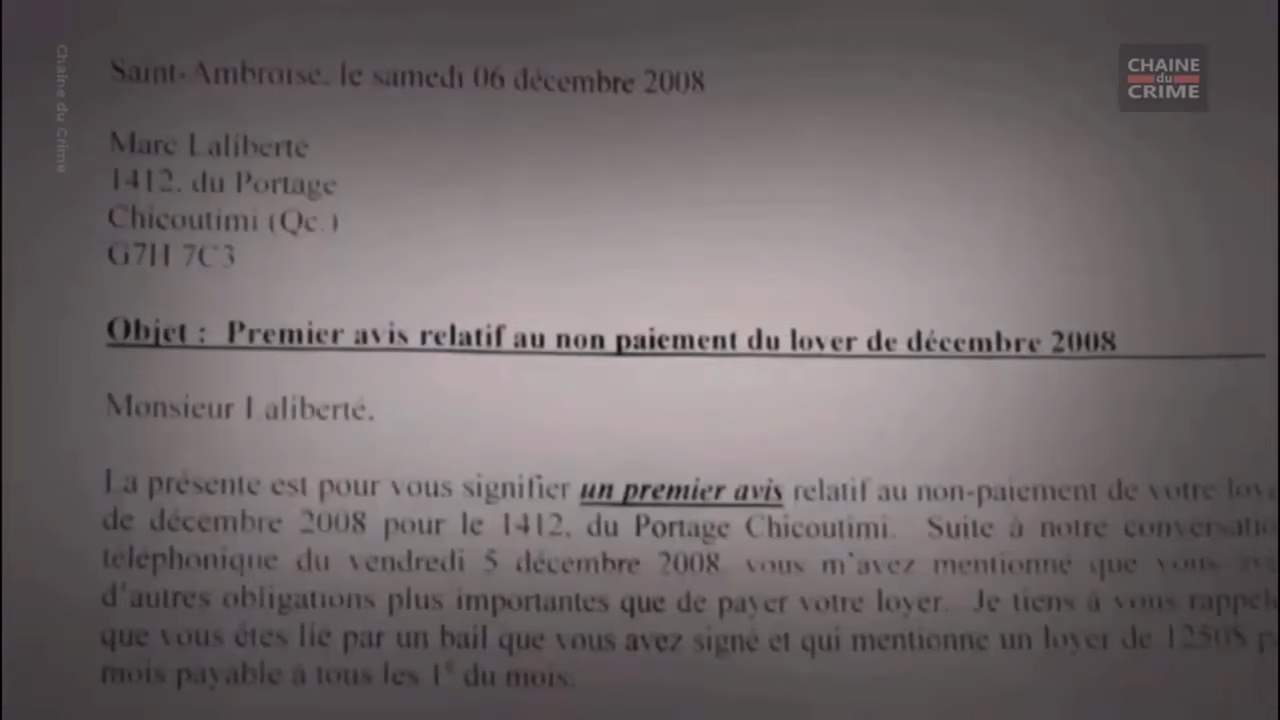 Saint-Ambroise, le samedi 06 décembre 2008
CHAINE
du
CRIME
Chaine du Crime
Marc Laliberté
1412, du Portage
Chicoutimi (Qc.)
G7H 7C3
Objet : Premier avis relatif au non paiement du loyer de décembre 2008
Monsieur Laliberté,
La présente est pour vous signifier un premier avis relatif au non-paiement de votre
de décembre 2008 pour le 1412, du Portage Chicoutimi. Suite à notre
téléphonique du vendredi 5 décembre 2008, vous m'avez mentionné que vous
d'autres obligations plus importantes que de payer votre loyer. Je tiens à vous
que vous êtes lié par un bail que vous avez signé et qui mentionne un loyer de 1250$
mois payable à tous les 1e du mois.